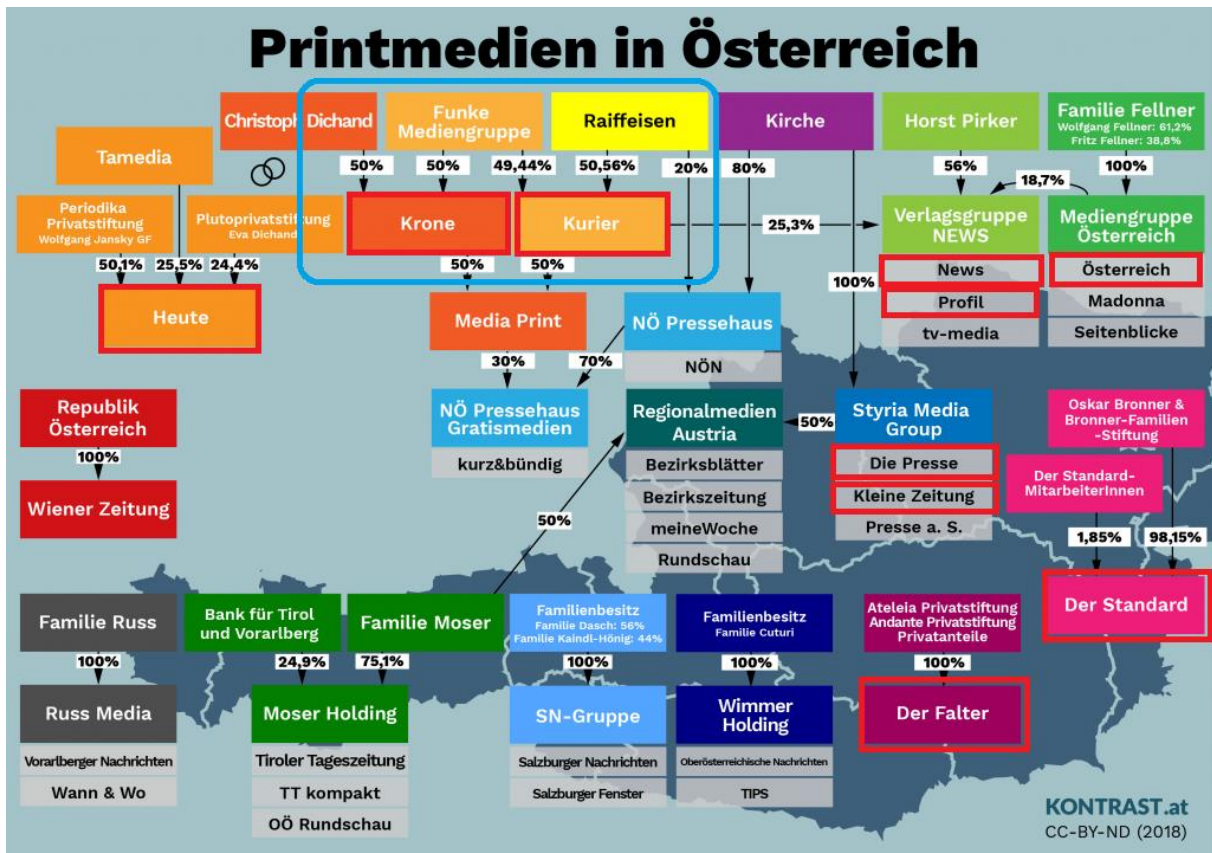 Printmedien in Österreich
Christoph Dichand
Funke
Mediengruppe
Raiffeisen
Kirche
Horst Pirker
Familie Fellner
Wolfgang Fellner: 61,2%
Fritz Fellner: 38,8%
Tamedia
50%
50%
49,44%
50,56%
20%
80%
56%
18,7%
100%
Periodika
Privatstiftung
Wolfgang Jansky GF
Plutoprivatstiftung
Eva Dichand
Krone
Kurier
25,3%
Verlagsgruppe
NEWS
Mediengruppe
Österreich
50,1%
25,5%
24,4%
50%
50%
100%
News
Österreich
Heute
Media Print
NÖ Pressehaus
Profil
Madonna
tv-media
Seitenblicke
30%
70%
NÖN
Republik
Österreich
NÖ Pressehaus
Gratismedien
Regionalmedien
Austria
50%
Styria Media
Group
Oskar Bronner &
Bronner-Familien
-Stiftung
100%
kurz&bündig
Bezirksblätter
Die Presse
Der Standard-
MitarbeiterInnen
Wiener Zeitung
Bezirkszeitung
Kleine Zeitung
50%
meineWoche
Presse a. S.
1,85%
98,15%
Rundschau
Familie Russ
Bank für Tirol
und Vorarlberg
Familie Moser
Familienbesitz
Familie Dasch: 56%
Familie Kaindl-Hönig: 44%
Familienbesitz
Familie Cuturi
Ateleia Privatstiftung
Andante Privatstiftung
Privatanteile
Der Standard
100%
24,9%
75,1%
100%
100%
100%
Russ Media
Moser Holding
SN-Gruppe
Wimmer
Holding
Der Falter
Vorarlberger Nachrichten
Tiroler Tageszeitung
Salzburger Nachrichten
Oberösterreichische Nachrichten
Wann & Wo
TT kompakt
Salzburger Fenster
TIPS
OÖ Rundschau
KONTRAST.at
CC-BY-ND (2018)